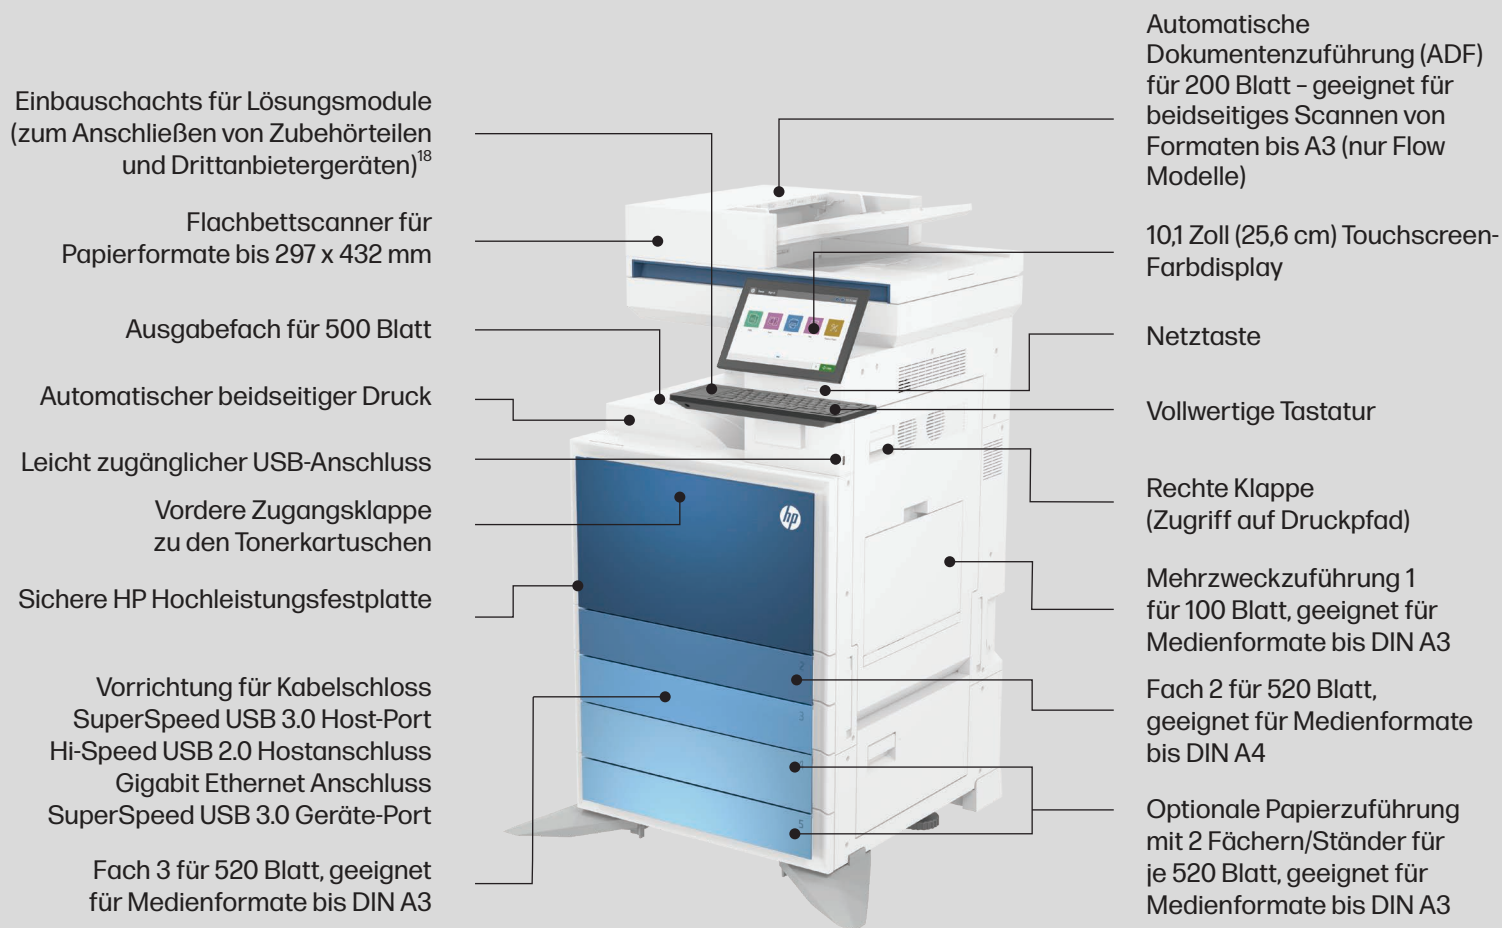 Einbauschachts für Lösungsmodule
(zum Anschließen von Zubehörteilen
und Drittanbietergeräten)18
Flachbettscanner für
Papierformate bis 297 x 432 mm
Ausgabefach für 500 Blatt
Automatischer beidseitiger Druck
Leicht zugänglicher USB-Anschluss
Vordere Zugangsklappe
zu den Tonerkartuschen
Sichere HP Hochleistungsfestplatte
Vorrichtung für Kabelschloss
SuperSpeed USB 3.0 Host-Port
Hi-Speed USB 2.0 Hostanschluss
Gigabit Ethernet Anschluss
SuperSpeed USB 3.0 Geräte-Port
Fach 3 für 520 Blatt, geeignet
für Medienformate bis DIN A3
hp
2
3
4
5
Automatische
Dokumentenzuführung (ADF)
für 200 Blatt – geeignet für
beidseitiges Scannen von
Formaten bis A3 (nur Flow
Modelle)
10,1 Zoll (25,6 cm) Touchscreen-
Farbdisplay
Netztaste
Vollwertige Tastatur
Rechte Klappe
(Zugriff auf Druckpfad)
Mehrzweckzuführung 1
für 100 Blatt, geeignet für
Medienformate bis DIN A3
Fach 2 für 520 Blatt,
geeignet für Medienformate
bis DIN A4
Optionale Papierzuführung
mit 2 Fächern/Ständer für
je 520 Blatt, geeignet für
Medienformate bis DIN A3